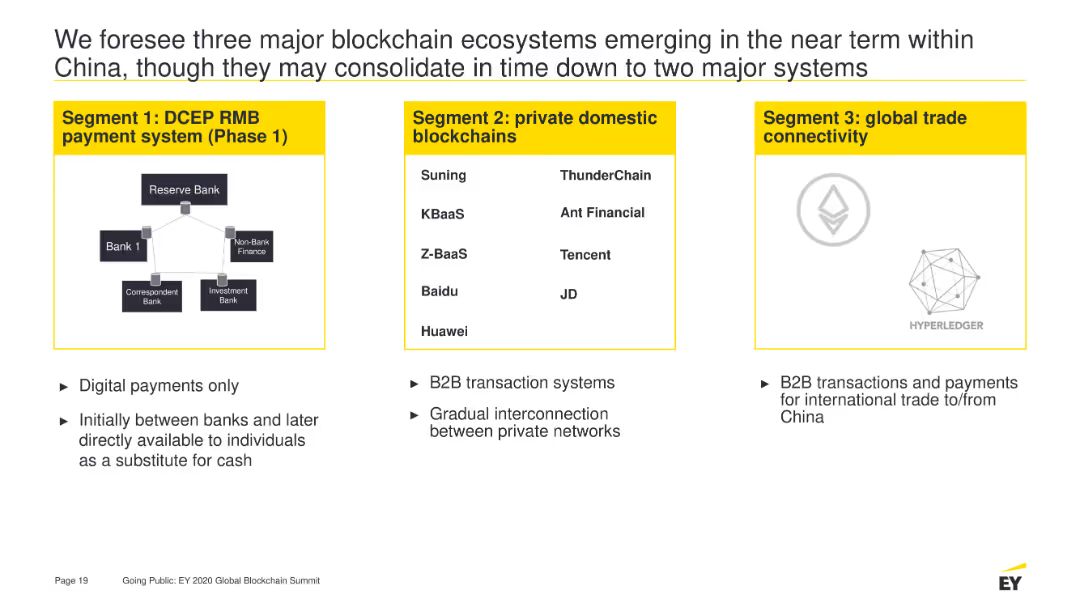 We foresee three major blockchain ecosystems emerging in the near term within
China, though they may consolidate in time down to two major systems
Segment 1: DCEP RMB
payment system (Phase 1)
Reserve Bank
Bank 1
Non-Bank
Finance
Correspondent
Bank
Investment
Bank
► Digital payments only
► Initially between banks and later
directly available to individuals
as a substitute for cash
Segment 2: private domestic
blockchains
Suning
ThunderChain
KBaaS
Ant Financial
Z-BaaS
Tencent
Baidu
JD
Huawei
► B2B transaction systems
► Gradual interconnection
between private networks
Segment 3: global trade
connectivity
HYPERLEDGER
► B2B transactions and payments
for international trade to/from
China
Page 19
Going Public: EY 2020 Global Blockchain Summit
EY